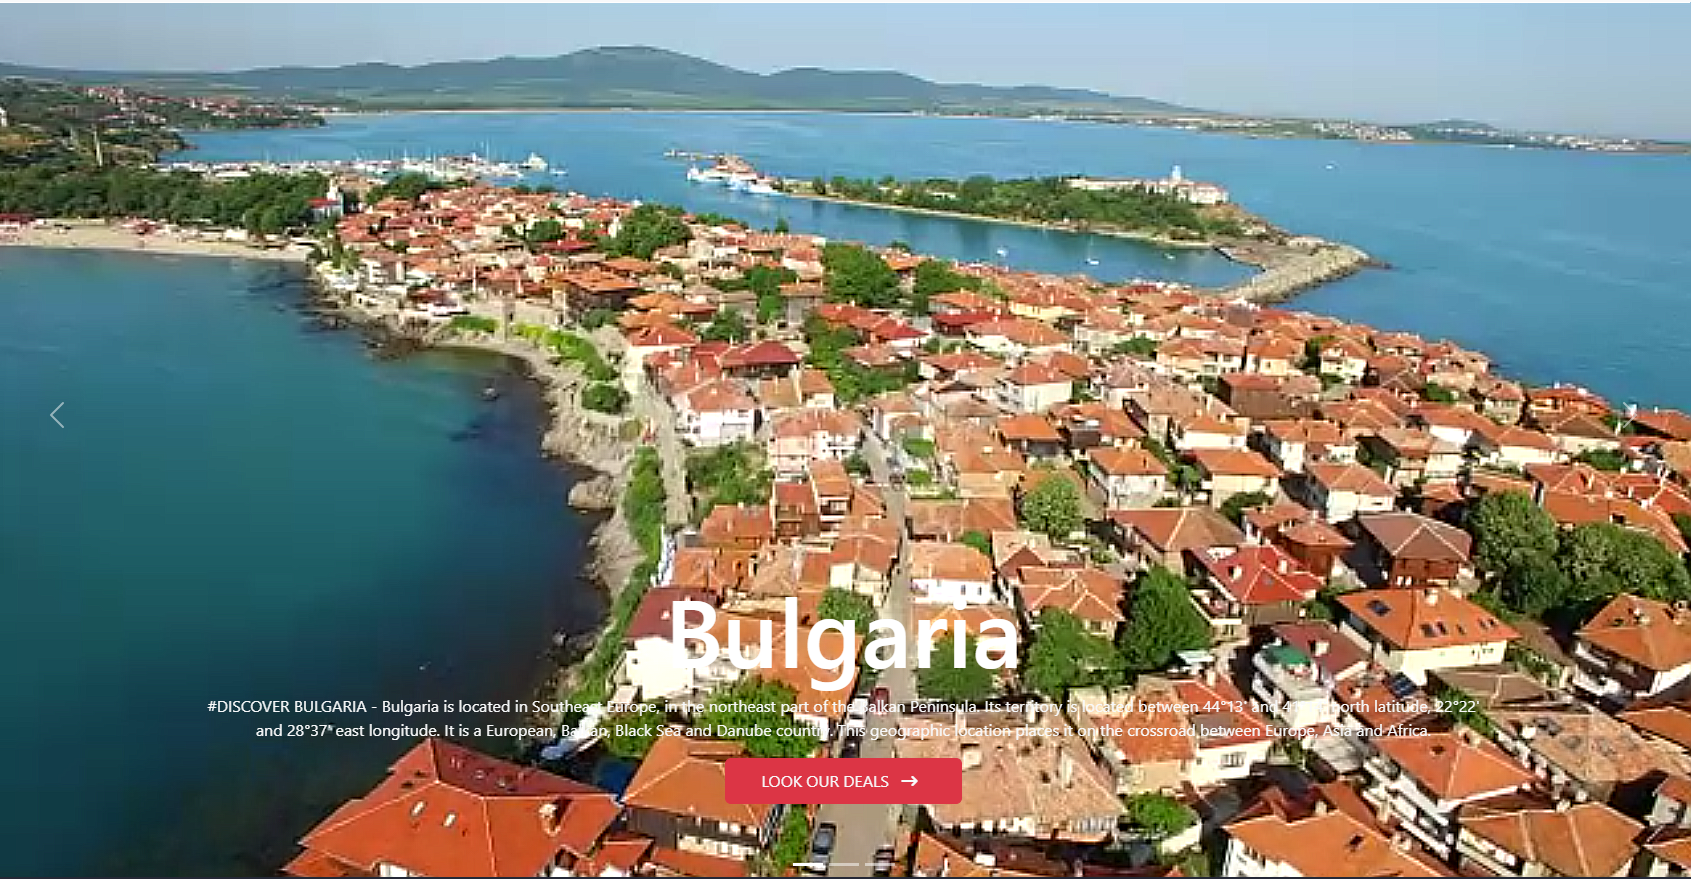 Bulgaria
#DISCOVER BULGARIA - Bulgaria is located in Southeast Europe, in the northeast part of the Balkan Peninsula. Its territory is located between 44°13' and north latitude, 22°22'
and 28°37' east longitude. It is a European, Balkan, Black Sea and Danube country. This geographic location places it on the crossroad between Europe, Asia and Africa.
LOOK OUR DEALS →